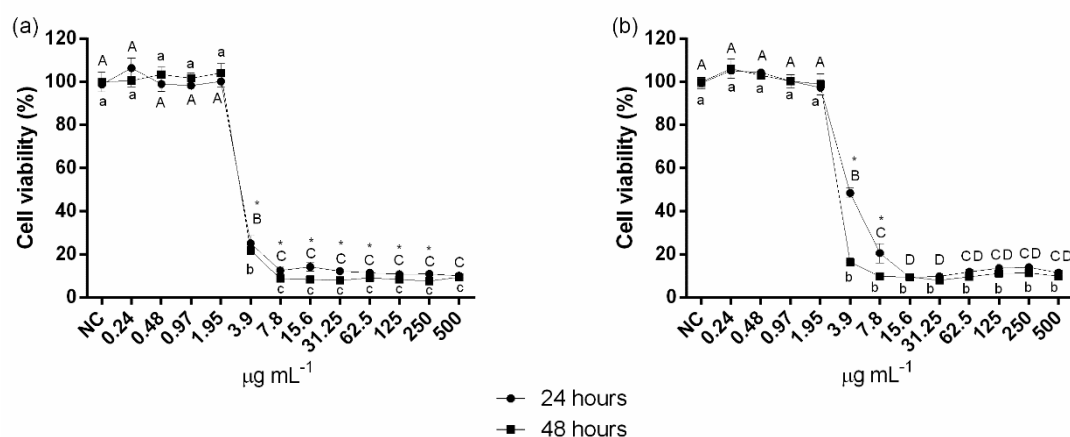 (a)
Cell viability (%)
120
100
80
60
40
20
0
A A a a a
a a A A A
* * * * * * *
B C C C C C C C
b c c c c c c c
NC 0.24 0.48 0.97 1.95 3.9 7.8 15.6 31.25 62.5 125 250 500
μg mL⁻¹
(b)
Cell viability (%)
120
100
80
60
40
20
0
A A A A A
a a a a a
* *
B C D D CD CD CD CD
b b b b b b b b
NC 0.24 0.48 0.97 1.95 3.9 7.8 15.6 31.25 62.5 125 250 500
μg mL⁻¹
24 hours
48 hours